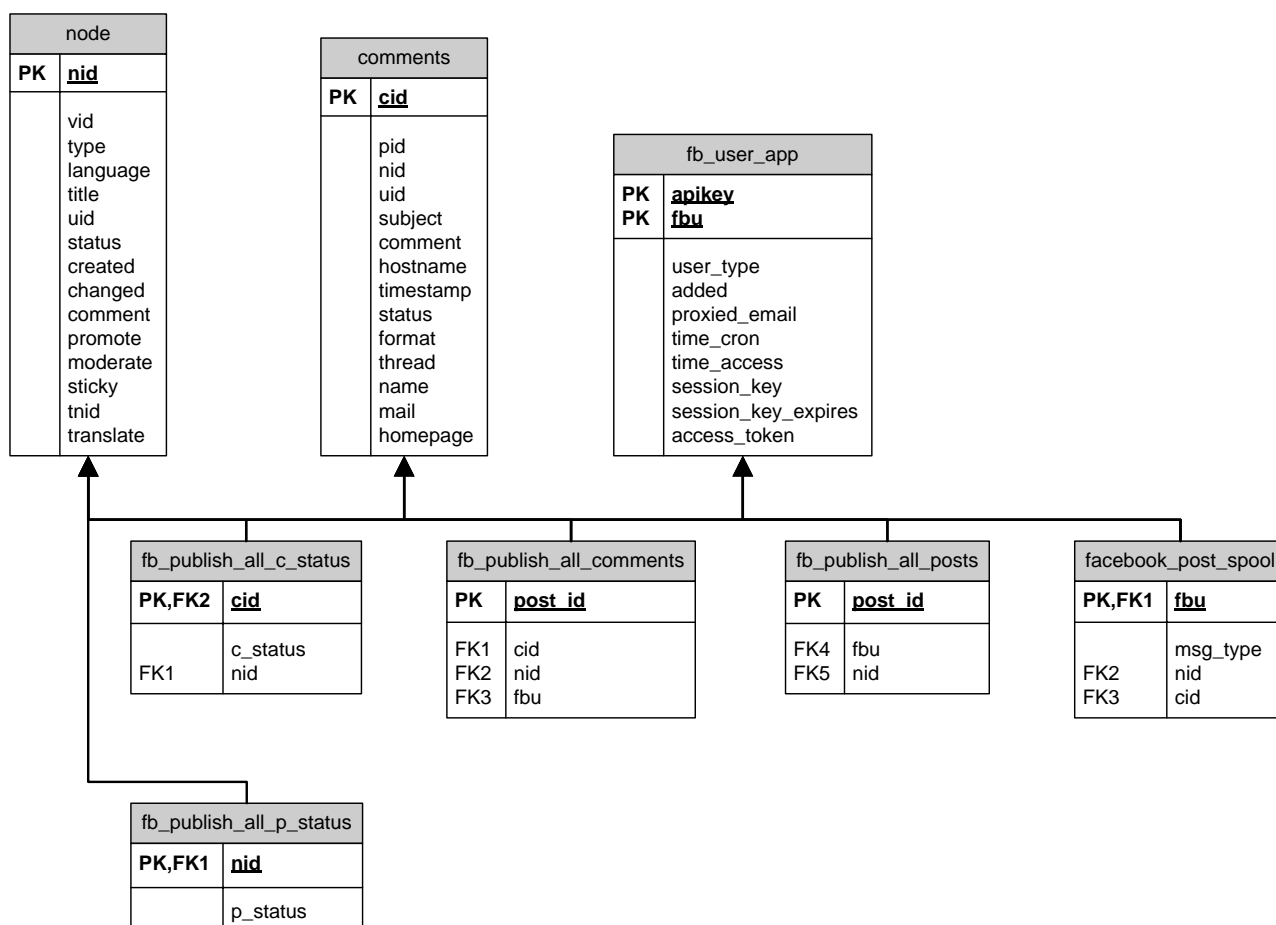 node
PK nid
vid
type
language
title
uid
status
created
changed
comment
promote
moderate
sticky
tnid
translate
comments
PK cid
pid
nid
uid
subject
comment
hostname
timestamp
status
format
thread
name
mail
homepage
fb_user_app
PK apikey
PK fbu
user_type
added
proxied_email
time_cron
time_access
session_key
session_key_expires
access_token
fb_publish_all_c_status
PK,FK2 cid
c_status
FK1 nid
fb_publish_all_comments
PK post_id
FK1 cid
FK2 nid
FK3 fbu
fb_publish_all_posts
PK post_id
FK4 fbu
FK5 nid
facebook_post_spool
PK,FK1 fbu
msg_type
FK2 nid
FK3 cid
fb_publish_all_p_status
PK,FK1 nid
p_status